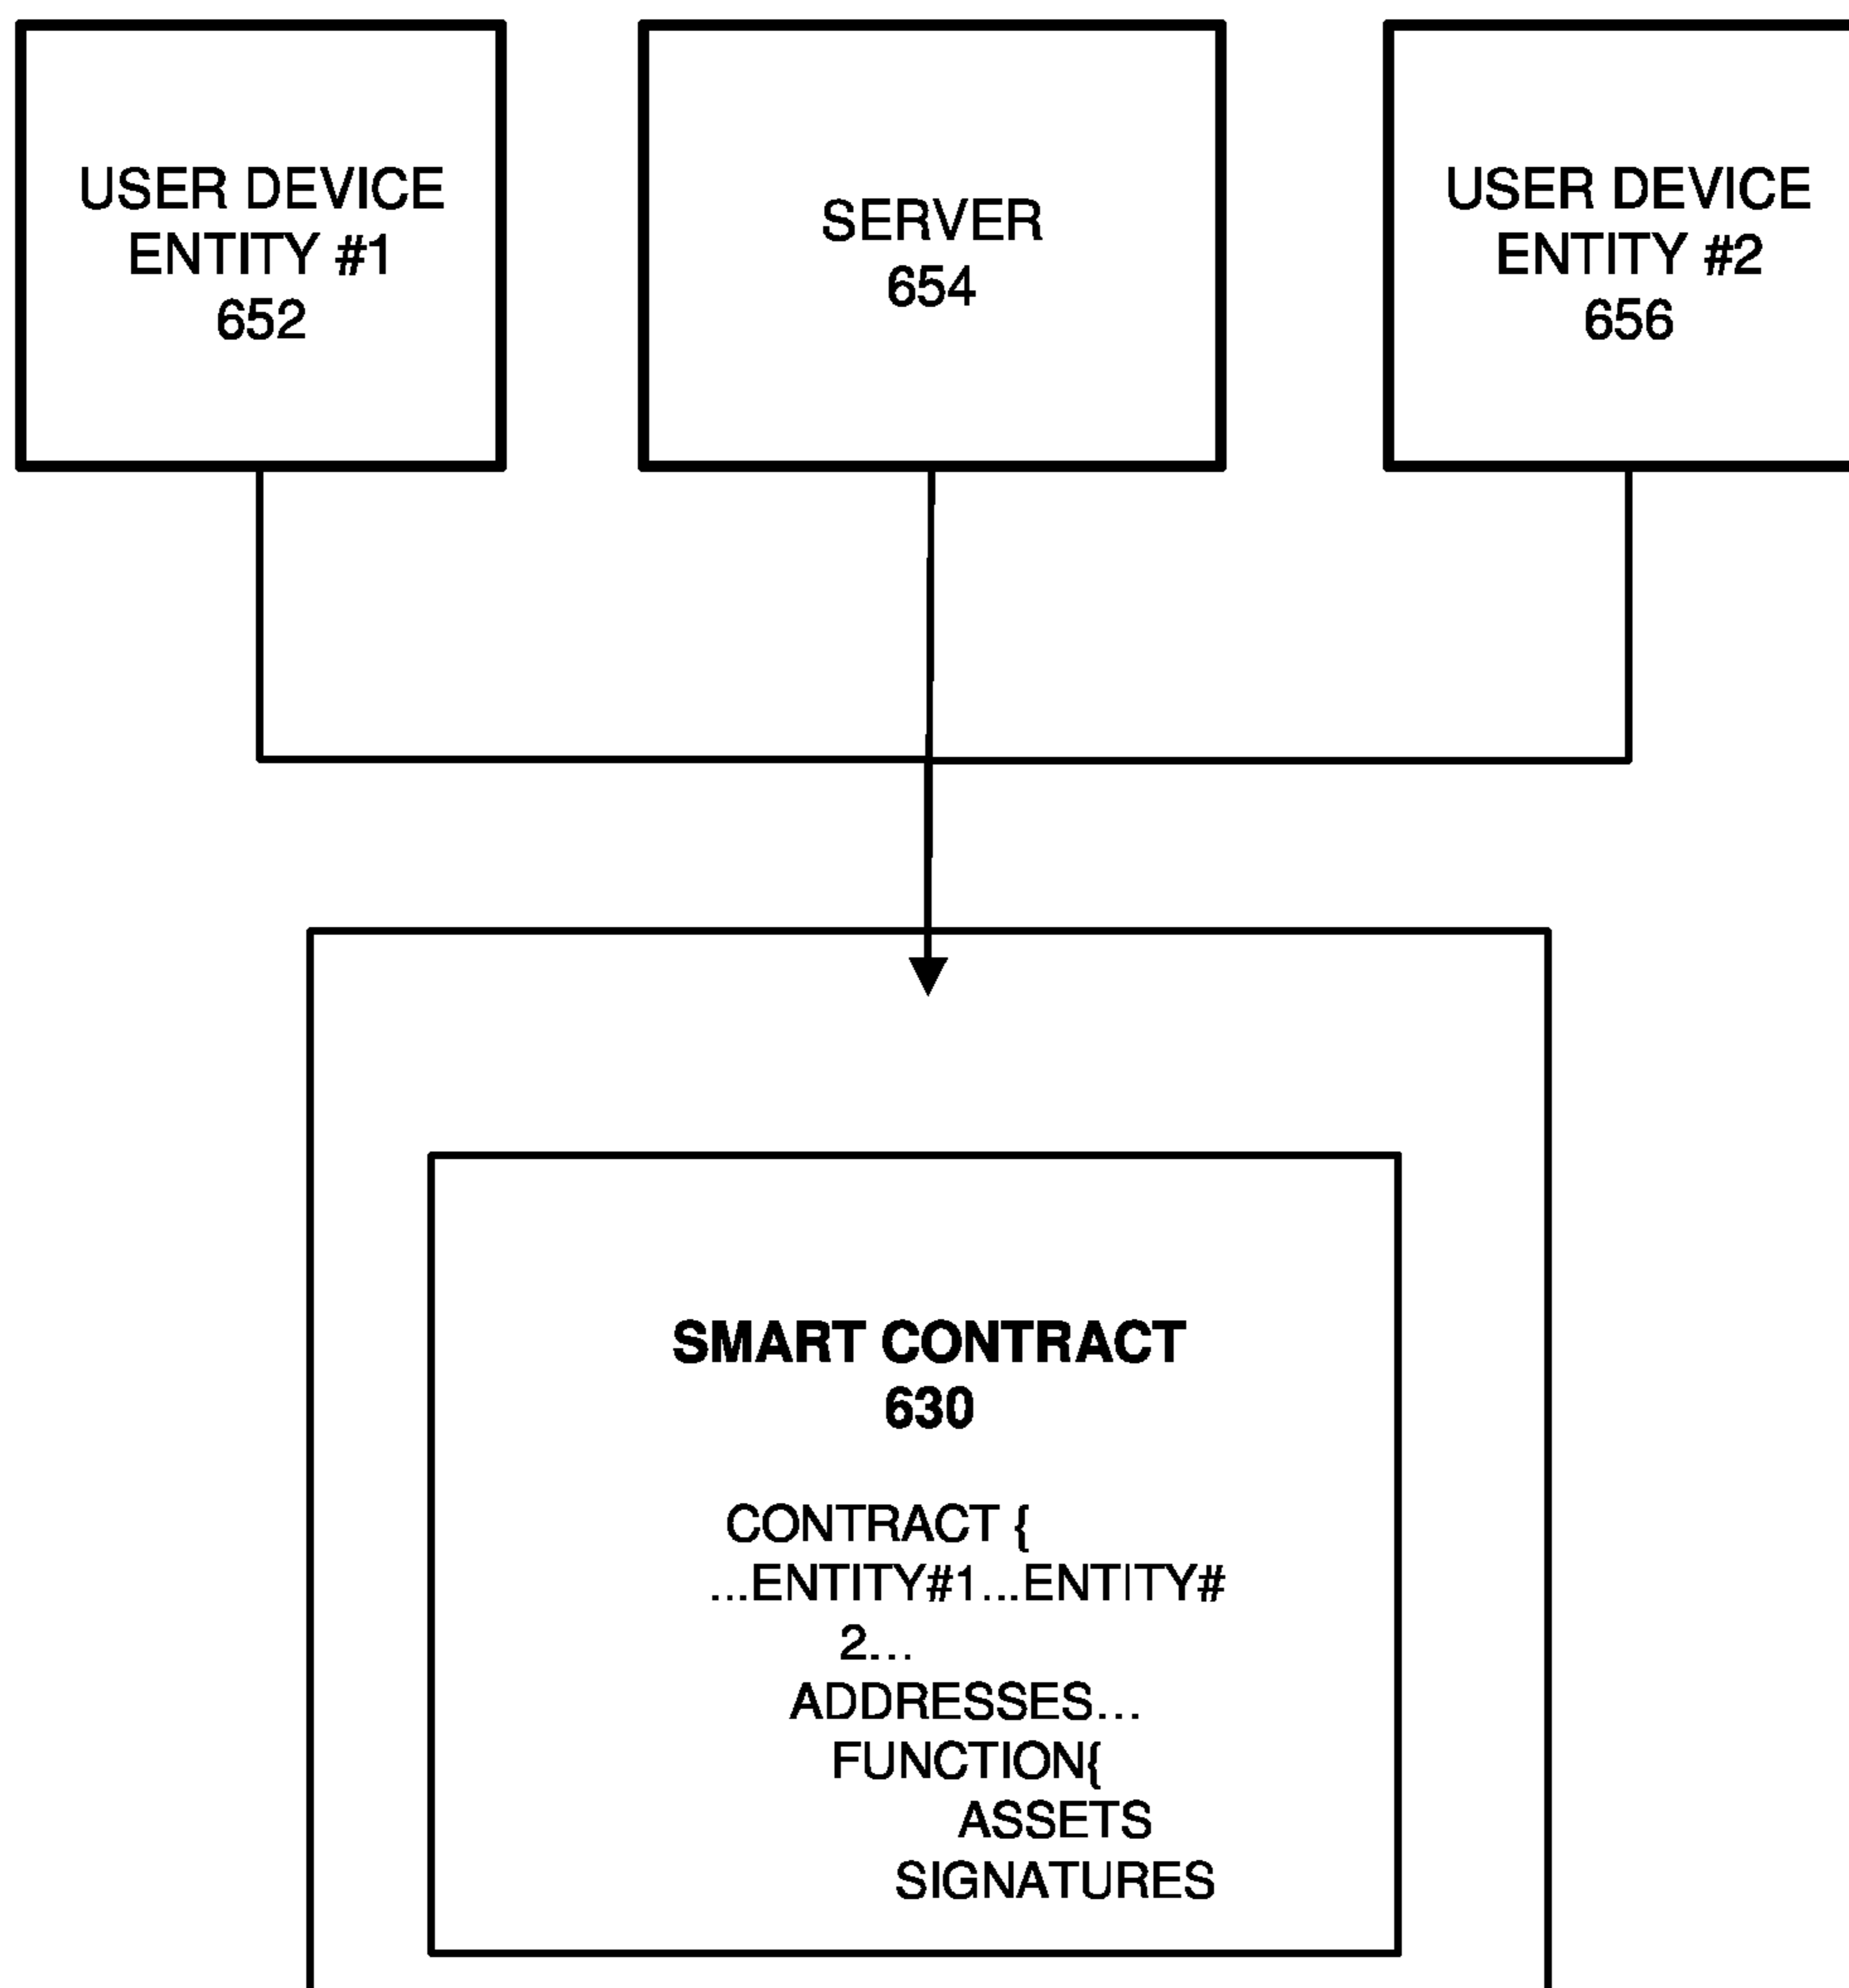 USER DEVICE
ENTITY #1
652
SERVER
654
USER DEVICE
ENTITY #2
656
SMART CONTRACT
630
CONTRACT {
...ENTITY#1...ENTITY#
2...
ADDRESSES...
FUNCTION{
ASSETS
SIGNATURES